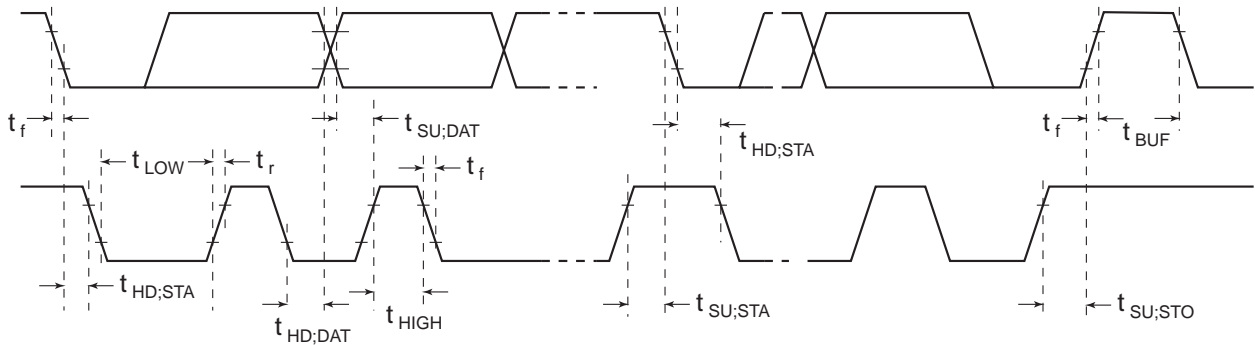 t f
t SU;DAT
t HD;STA
t f
t BUF
t LOW
t r
t f
t HD;STA
t HD;DAT
t HIGH
t SU;STA
t SU;STO